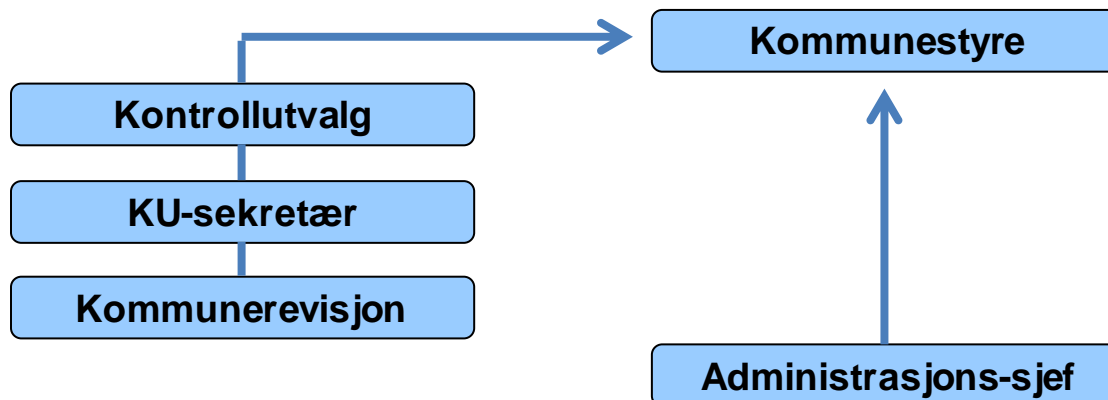 Kommunestyre
Kontrollutvalg
KU-sekretær
Kommunerevisjon
Administrasjons-sjef